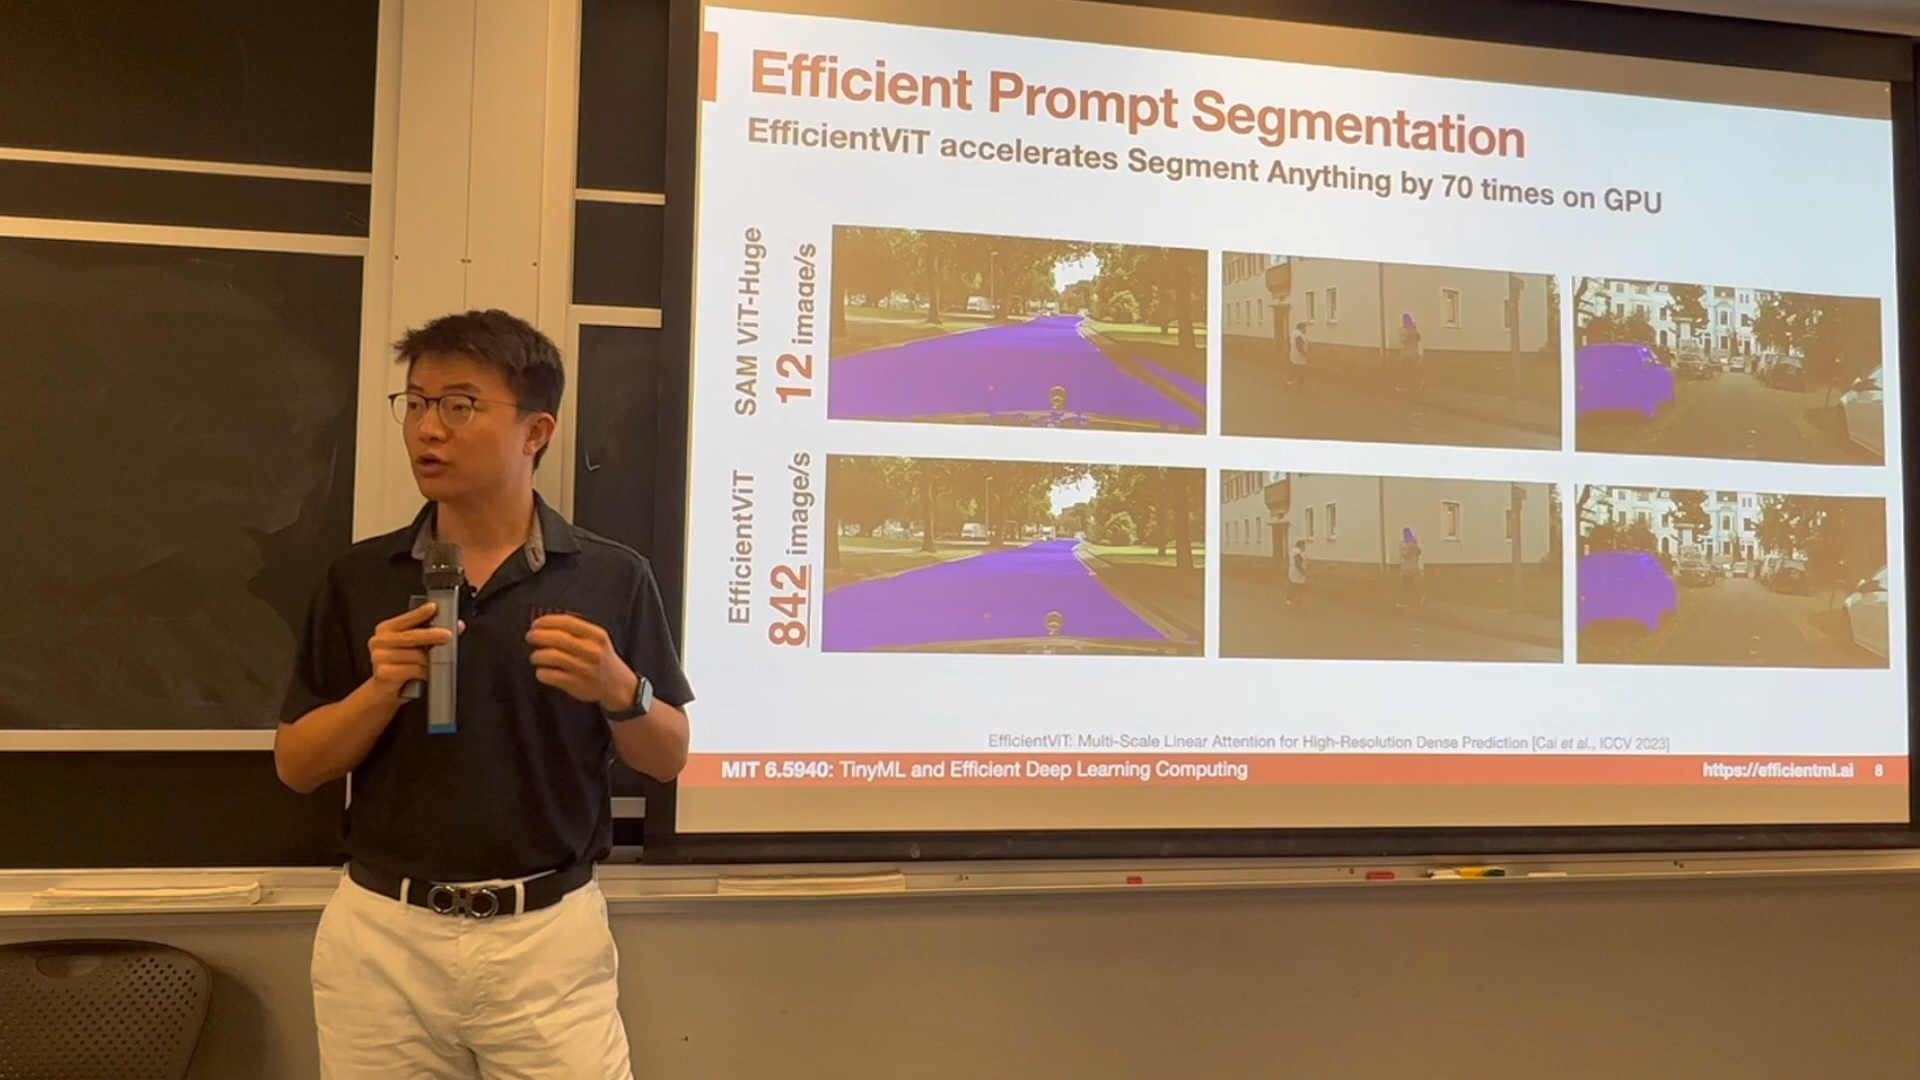 Efficient Prompt Segmentation
EfficientViT accelerates Segment Anything by 70 times on GPU
SAM ViT-Huge
12 image/s
EfficientViT
842 image/s
EfficientViT: Multi-Scale Linear Attention for High-Resolution Dense Prediction [Cai et al., ICCV 2023]
MIT 6.5940: TinyML and Efficient Deep Learning Computing
https://efficientml.ai 8